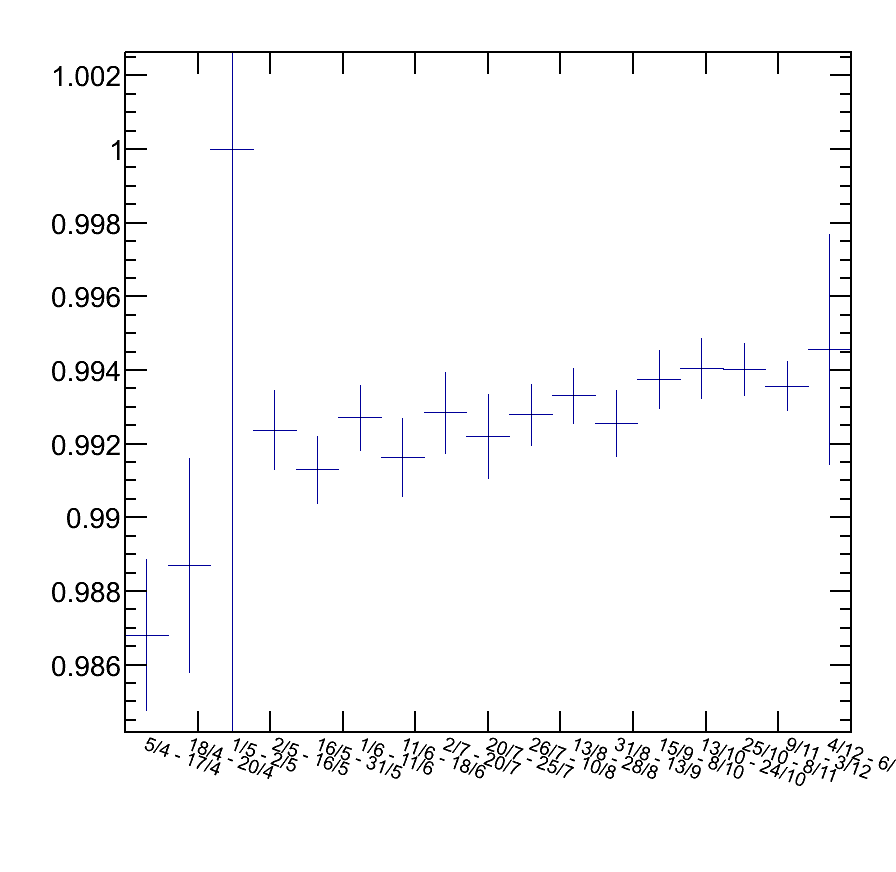 1.002
1
0.998
0.996
0.994
0.992
0.99
0.988
0.986
5/4 - 17/4
18/4 - 20/4
1/5 - 2/5
2/5 - 16/5
16/5 - 31/5
1/6 - 11/6
11/6 - 18/6
2/7 - 20/7
20/7 - 25/7
26/7 - 10/8
13/8 - 28/8
31/8 - 13/9
15/9 - 8/10
13/10 - 24/10
25/10 - 8/11
9/11 - 3/12
4/12 - 6/